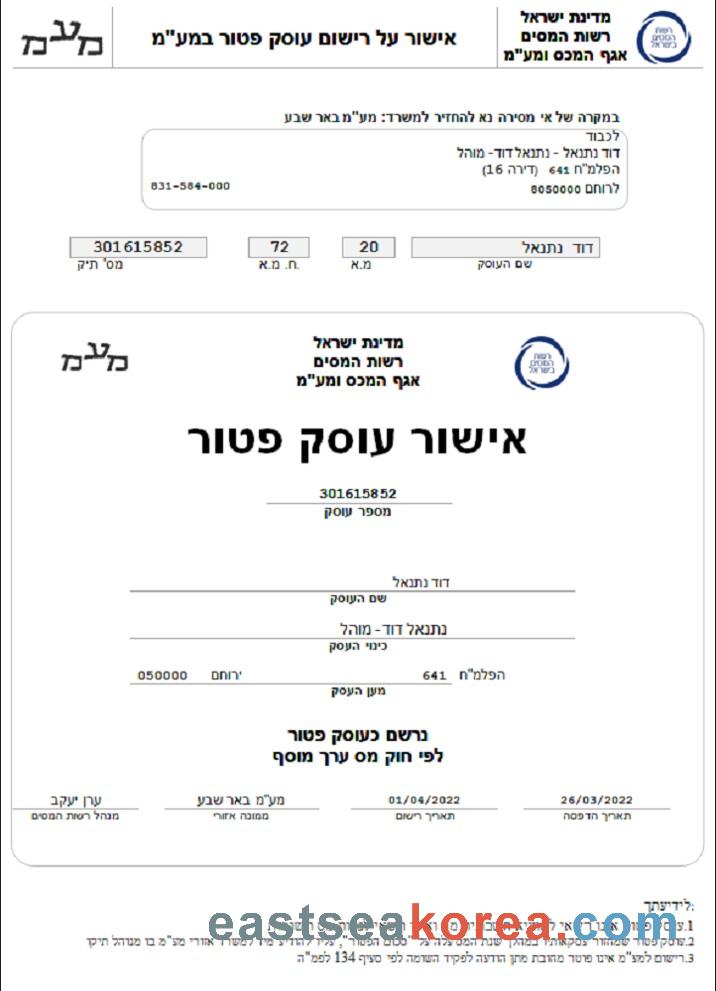 מע"מ
אישור על רישום עוסק פטור במע"מ
מדינת ישראל
רשות המסים
אגף המכס ומע"מ
רשות
המסים
בישראל
במקרה של אי מסירה נא להחזיר למשרד: מע"מ באר שבע
לכבוד
דוד נתנאל - נתנאל דוד- מוהל
הפלמ"ח 641 (דירה 16)
לרוחם 8050000
831-584-000
דוד נתנאל
20
72
301615852
שם העוסק
מ.א
ח. מ.א.
מס' תיק
מע"מ
מדינת ישראל
רשות המסים
אגף המכס ומע"מ
רשות
המסים
בישראל
אישור עוסק פטור
301615852
מספר עוסק
דוד נתנאל
שם העוסק
נתנאל דוד- מוהל
כינוי העוסק
הפלמ"ח 641 ירוחם 050000
מען העסק
נרשם כעוסק פטור
לפי חוק מס ערך מוסף
26/03/2022
01/04/2022
מע"מ באר שבע
ערן יעקב
תאריך הדפסה
תאריך רישום
ממונה אזורי
מנהל רשות המסים
לידיעתך:
eastseakorea.com
1.עוסק פטור אינו
2.עוסק פטור שמחזור עסקאותיו במהלך שנת המס עלה על "סכום הפטור", עליו להודיע מיד למשרד אזורי מע"מ בו מנוהל תיקו
3.רישום למע"מ אינו פוטר מחובת מתן הודעה לפקיד השומה לפי סעיף 134 לפמ"ה